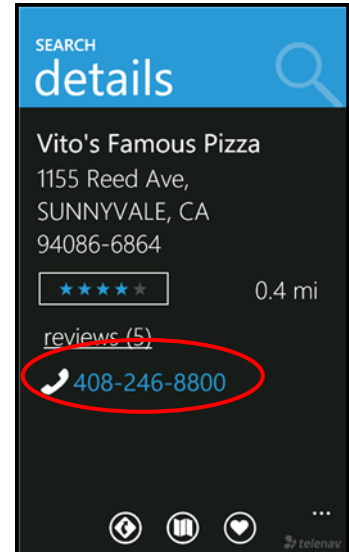 SEARCH
details
Vito's Famous Pizza
1155 Reed Ave,
SUNNYVALE, CA
94086-6864
0.4 mi
reviews (5)
408-246-8800
...
telenav